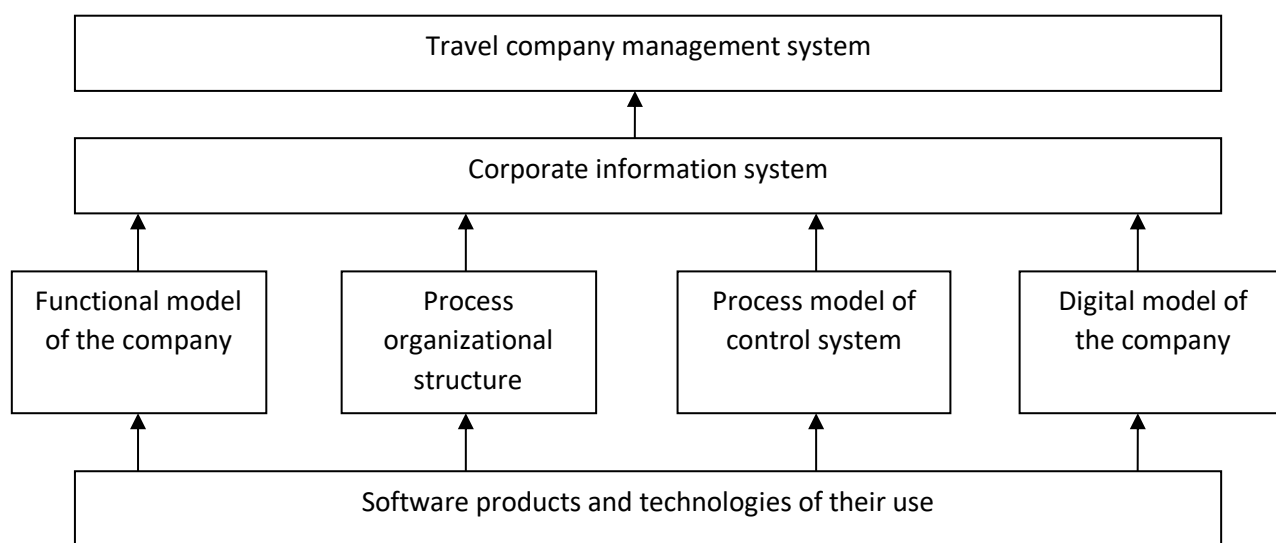 Travel company management system
Corporate information system
Functional model
of the company
Process
organizational
structure
Process model of
control system
Digital model of
the company
Software products and technologies of their use